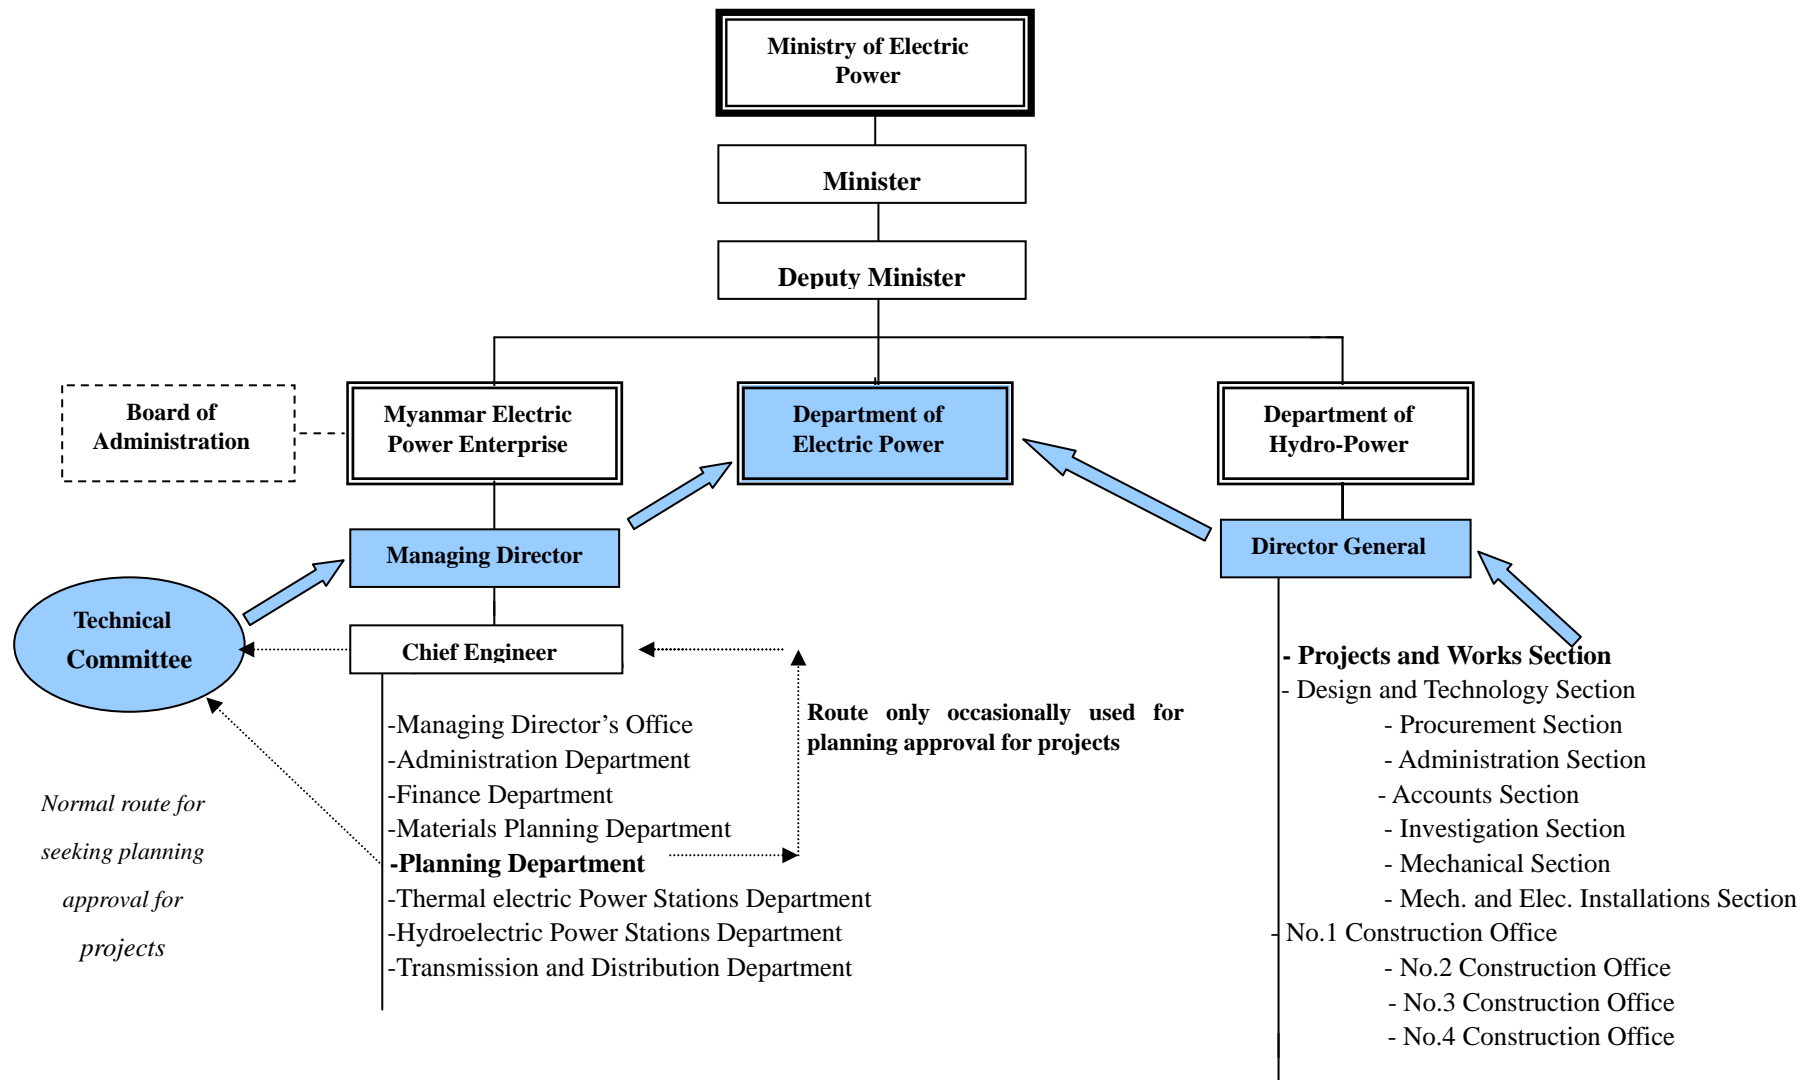 Ministry of Electric
Power
Minister
Deputy Minister
Board of
Administration
Myanmar Electric
Power Enterprise
Department of
Electric Power
Department of
Hydro-Power
Managing Director
Director General
Technical
Committee
Chief Engineer
Route only occasionally used for
planning approval for projects
Normal route for
seeking planning
approval for
projects
-Managing Director’s Office
-Administration Department
-Finance Department
-Materials Planning Department
-Planning Department
-Thermal electric Power Stations Department
-Hydroelectric Power Stations Department
-Transmission and Distribution Department
- Projects and Works Section
- Design and Technology Section
- Procurement Section
- Administration Section
- Accounts Section
- Investigation Section
- Mechanical Section
- Mech. and Elec. Installations Section
- No.1 Construction Office
- No.2 Construction Office
- No.3 Construction Office
- No.4 Construction Office